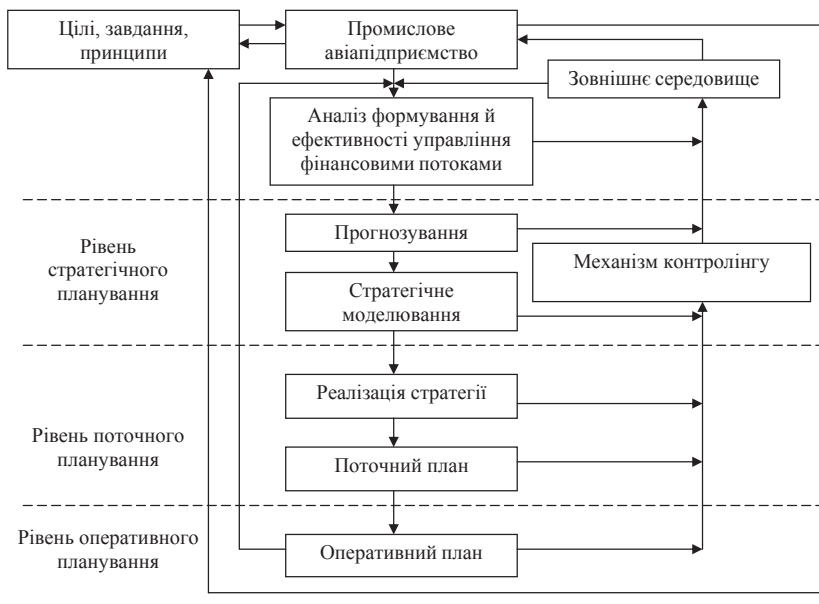 Цілі, завдання,
принципи
Промислове
авіапідприємство
Зовнішнє середовище
Аналіз формування й
ефективності управління
фінансовими потоками
Рівень
стратегічного
планування
Прогнозування
Механізм контролінгу
Стратегічне
моделювання
Рівень поточного
планування
Реалізація стратегії
Поточний план
Рівень оперативного
планування
Оперативний план